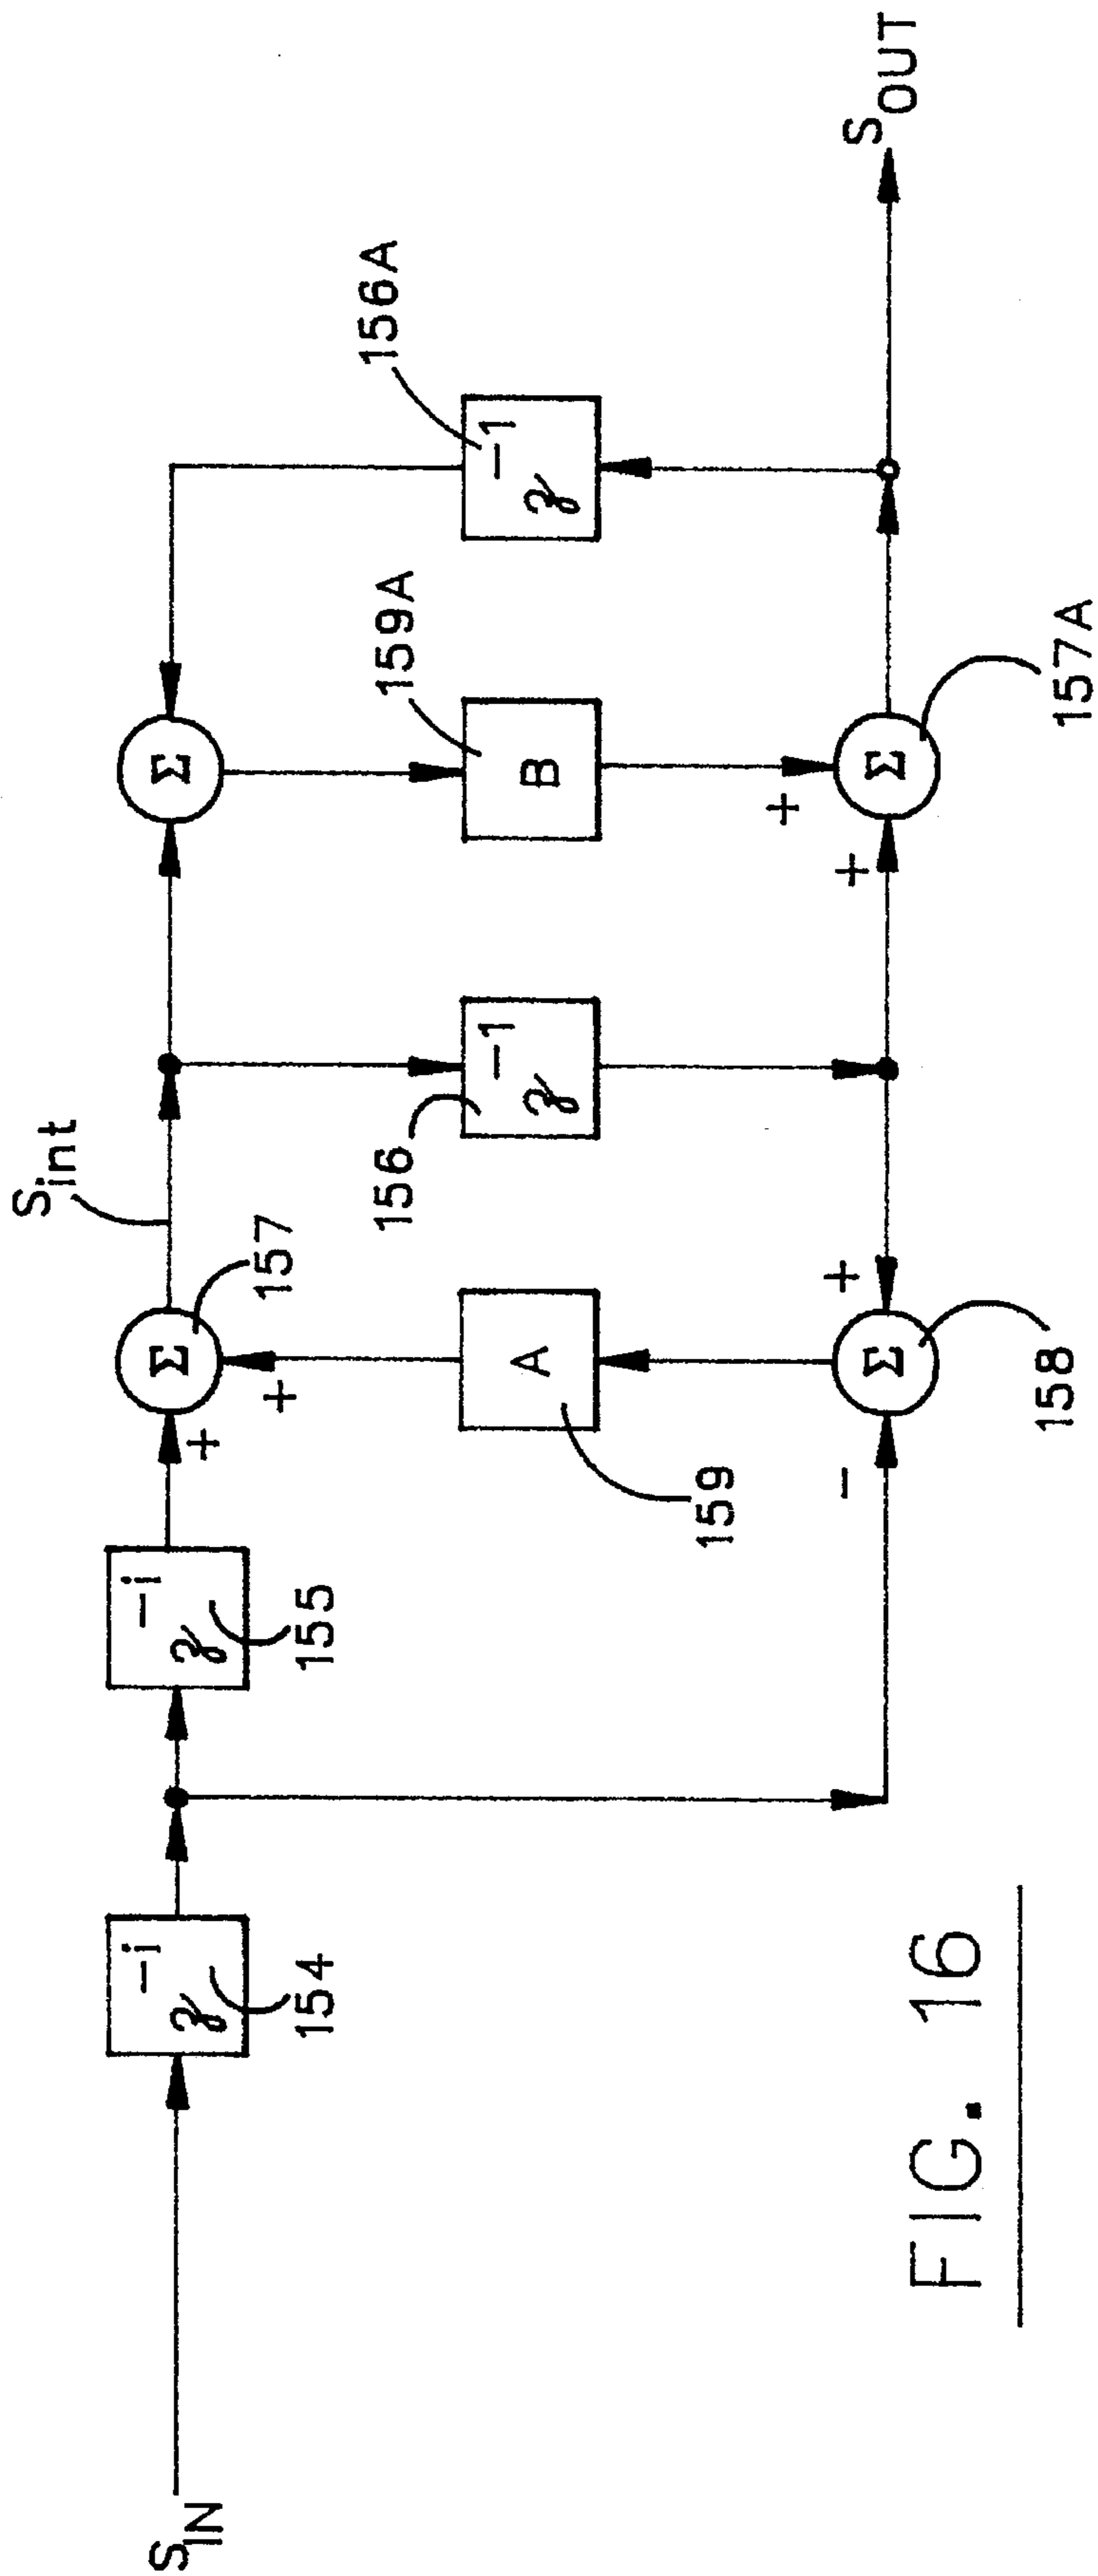 S_IN
z^-i
154
z^-i
155
+
+
Σ
157
S_int
Σ
A
159
z^-1
156
B
159A
z^-1
156A
-
+
Σ
158
+
+
Σ
157A
S_OUT
FIG. 16